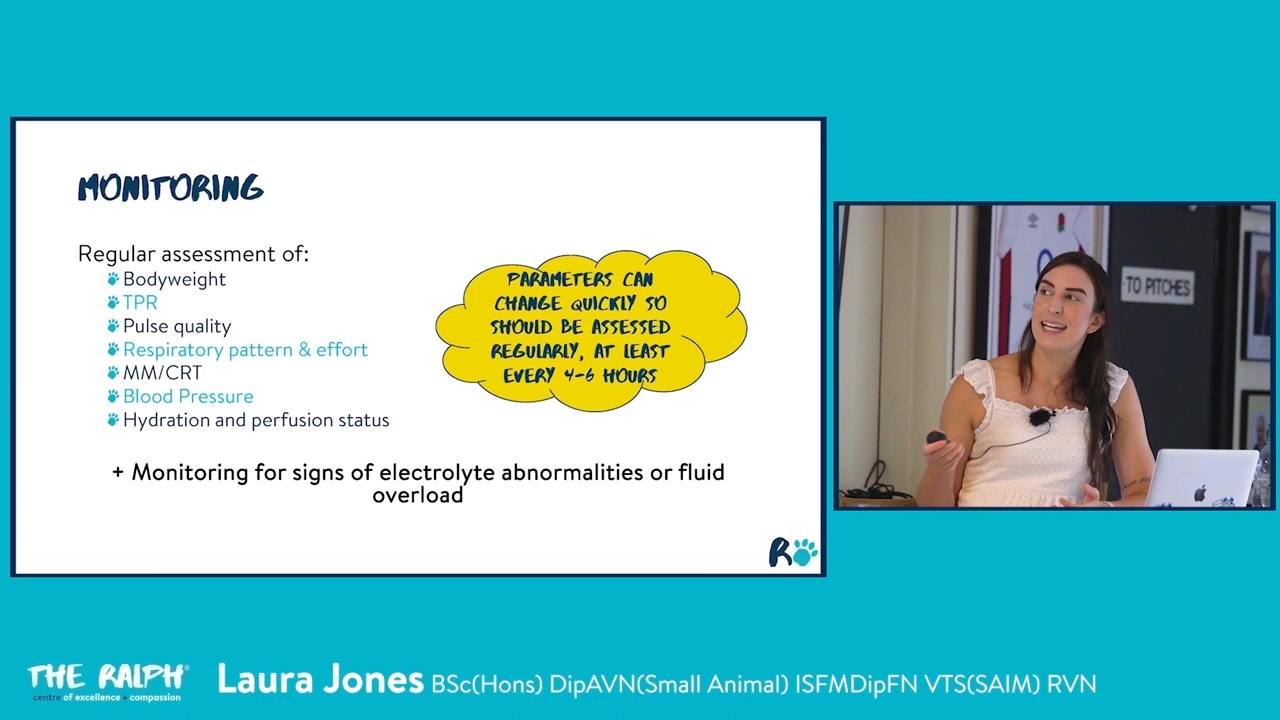 MONITORING
Regular assessment of:
Bodyweight
TPR
Pulse quality
Respiratory pattern & effort
MM/CRT
Blood Pressure
Hydration and perfusion status
PARAMETERS CAN
CHANGE QUICKLY SO
SHOULD BE ASSESSED
REGULARLY, AT LEAST
EVERY 4-6 HOURS
+ Monitoring for signs of electrolyte abnormalities or fluid
overload
R
TO PITCHES
THE RALPH®
centre of excellence + compassion
Laura Jones BSc(Hons) DipAVN(Small Animal) ISFMDipFN VTS(SAIM) RVN